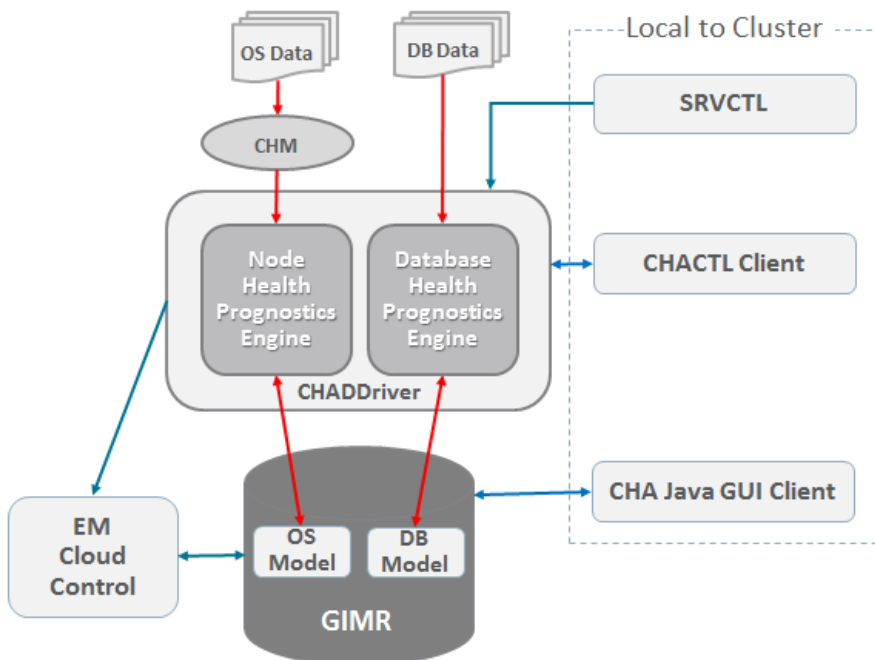 OS Data
DB Data
Local to Cluster
CHM
SRVCTL
Node
Health
Prognostics
Engine
Database
Health
Prognostics
Engine
CHADDriver
CHACTL Client
CHA Java GUI Client
EM
Cloud
Control
OS
Model
DB
Model
GIMR